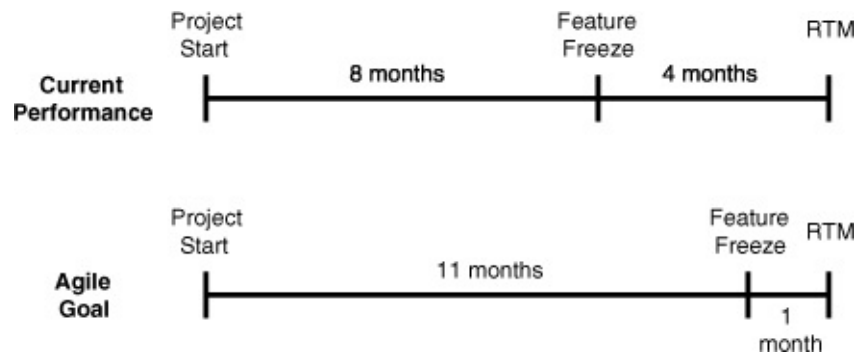 Project
Start
Feature
Freeze
RTM
8 months
4 months
Current
Performance
Project
Start
Feature
Freeze
RTM
11 months
Agile
Goal
1
month